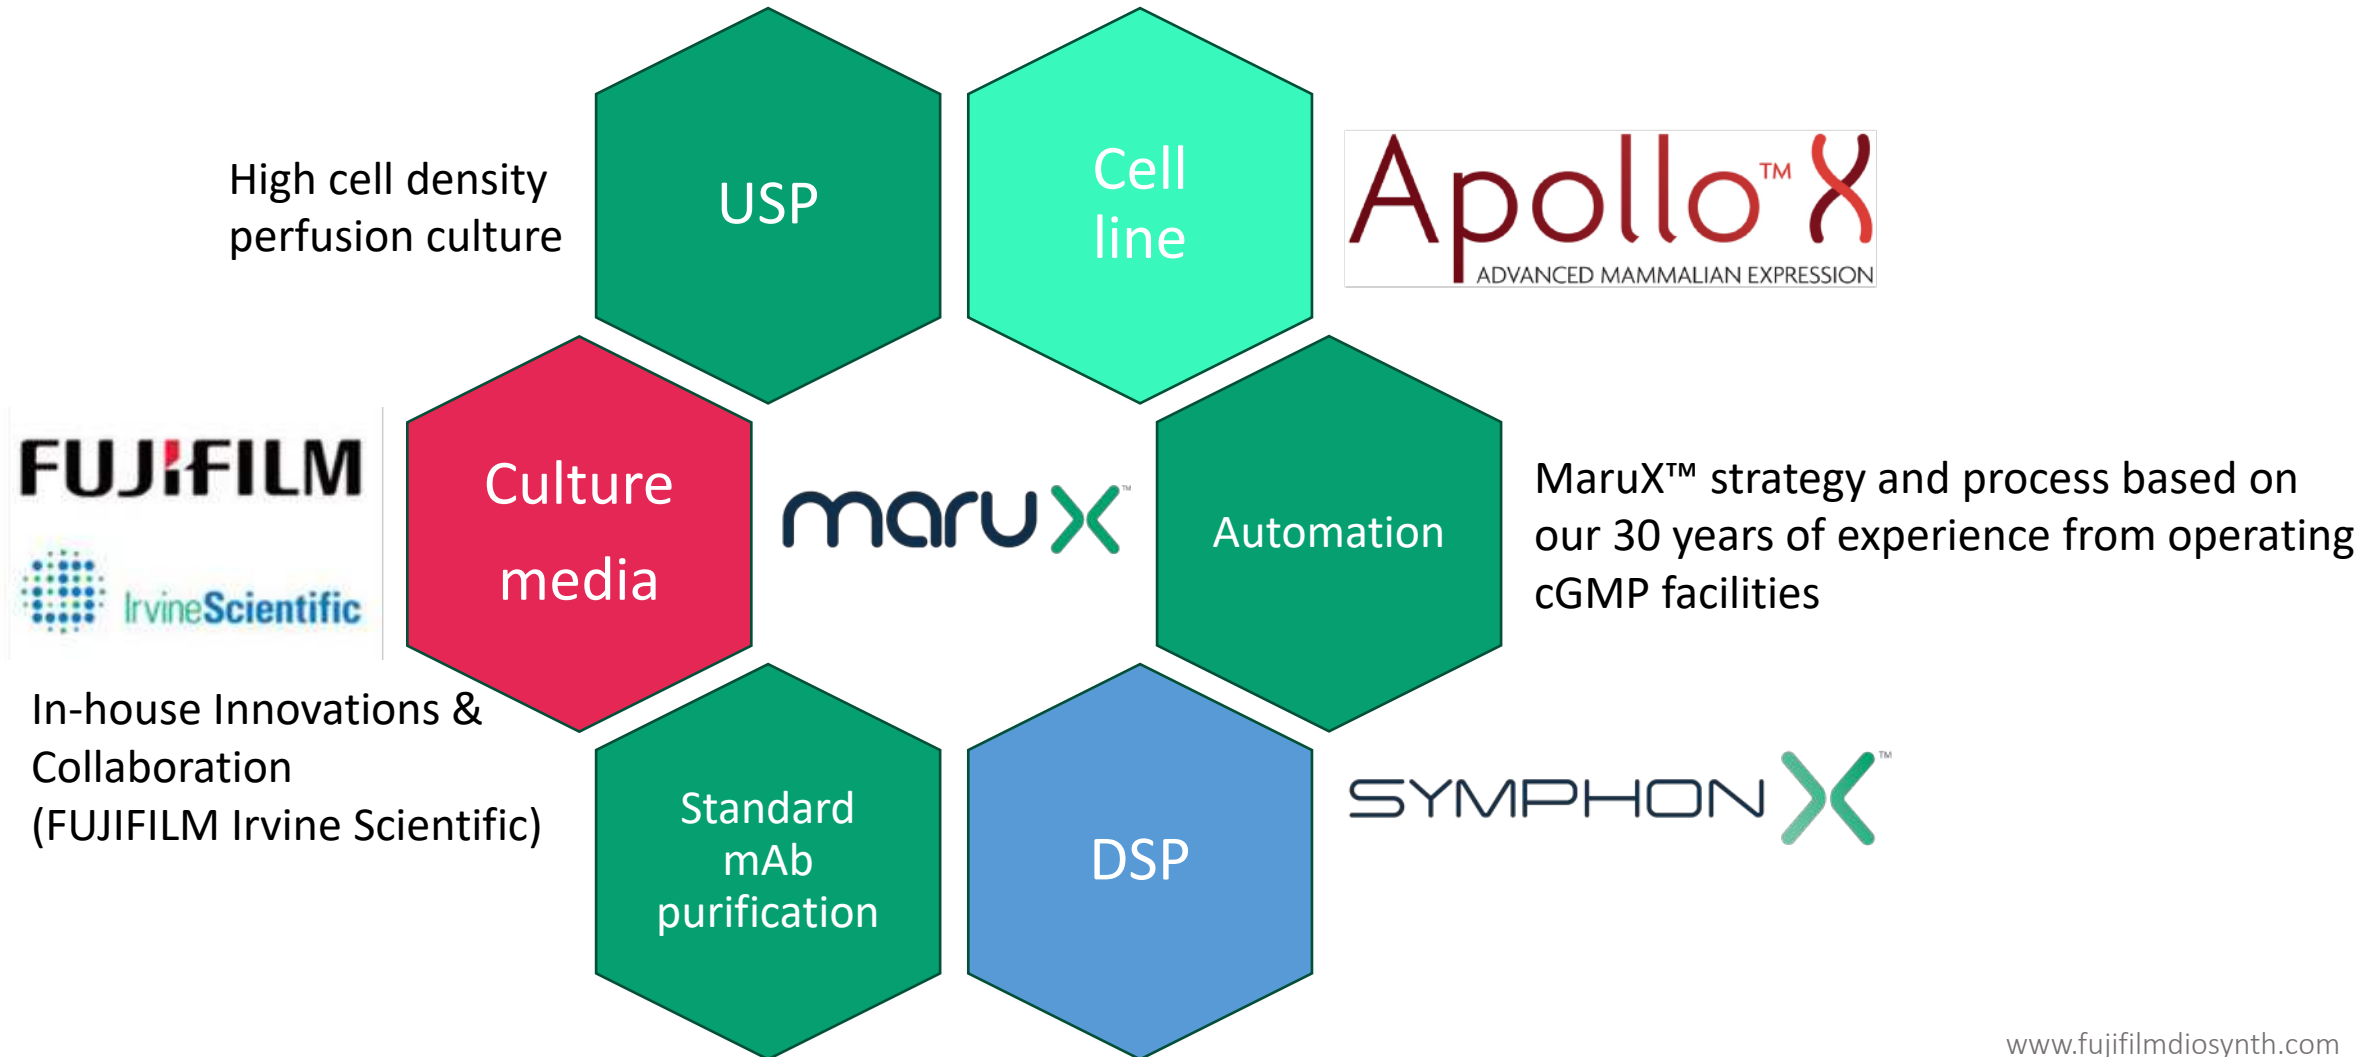 High cell density
perfusion culture
USP
Cell
line
Apollo™ X
ADVANCED MAMMALIAN EXPRESSION
FUJIFILM
IrvineScientific
Culture
media
maruX™
Automation
MaruX™ strategy and process based on
our 30 years of experience from operating
cGMP facilities
In-house Innovations &
Collaboration
(FUJIFILM Irvine Scientific)
Standard
mAb
purification
DSP
SYMPHONX™
www.fujifilmdiosynth.com